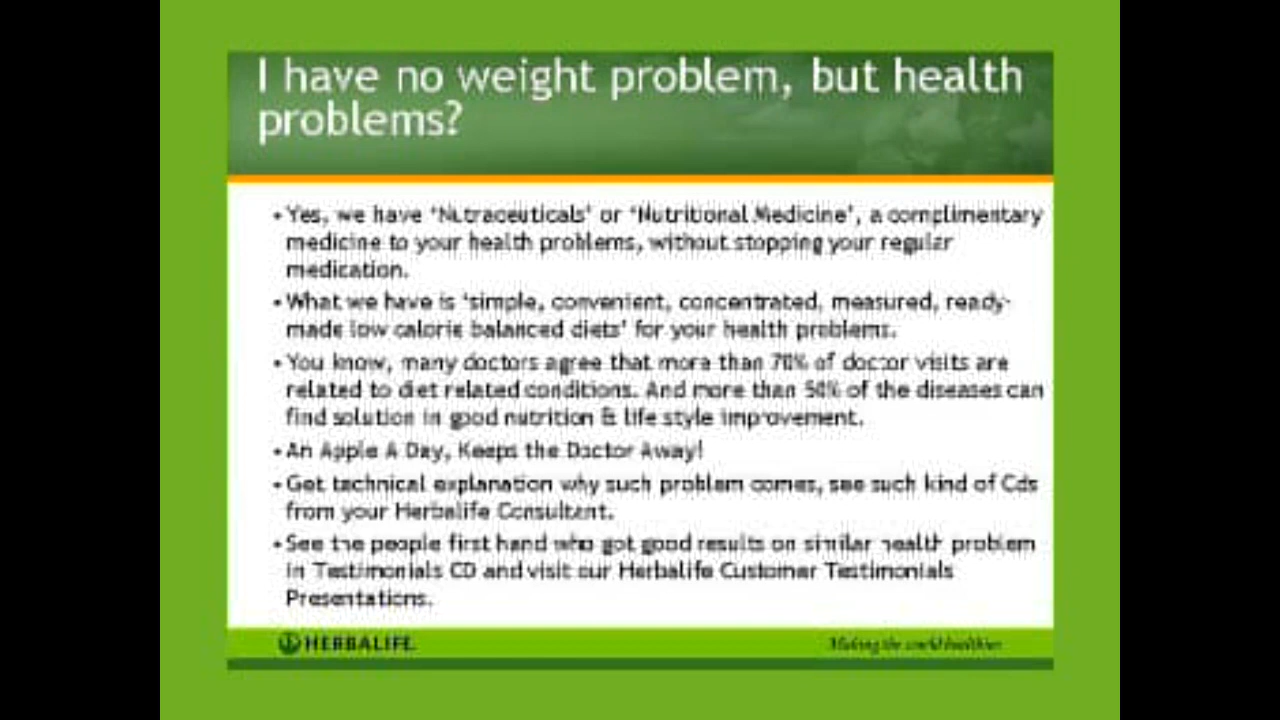 I have no weight problem, but health
problems?
• Yes, we have 'Nutraceuticals' or 'Nutritional Medicine', a complimentary
medicine to your health problems, without stopping your regular
medication.
• What we have is 'simple, convenient, concentrated, measured, ready-
made low calorie balanced diets' for your health problems.
• You know, many doctors agree that more than 70% of doctor visits are
related to diet related conditions. And more than 50% of the diseases can
find solution in good nutrition & life style improvement.
• An Apple A Day, Keeps the Doctor Away!
• Get technical explanation why such problem comes, see such kind of Cds
from your Herbalife Consultant.
• See the people first hand who got good results on similar health problem
in Testimonials CD and visit our Herbalife Customer Testimonials
Presentations.
HERBALIFE.
Making the world healthier.